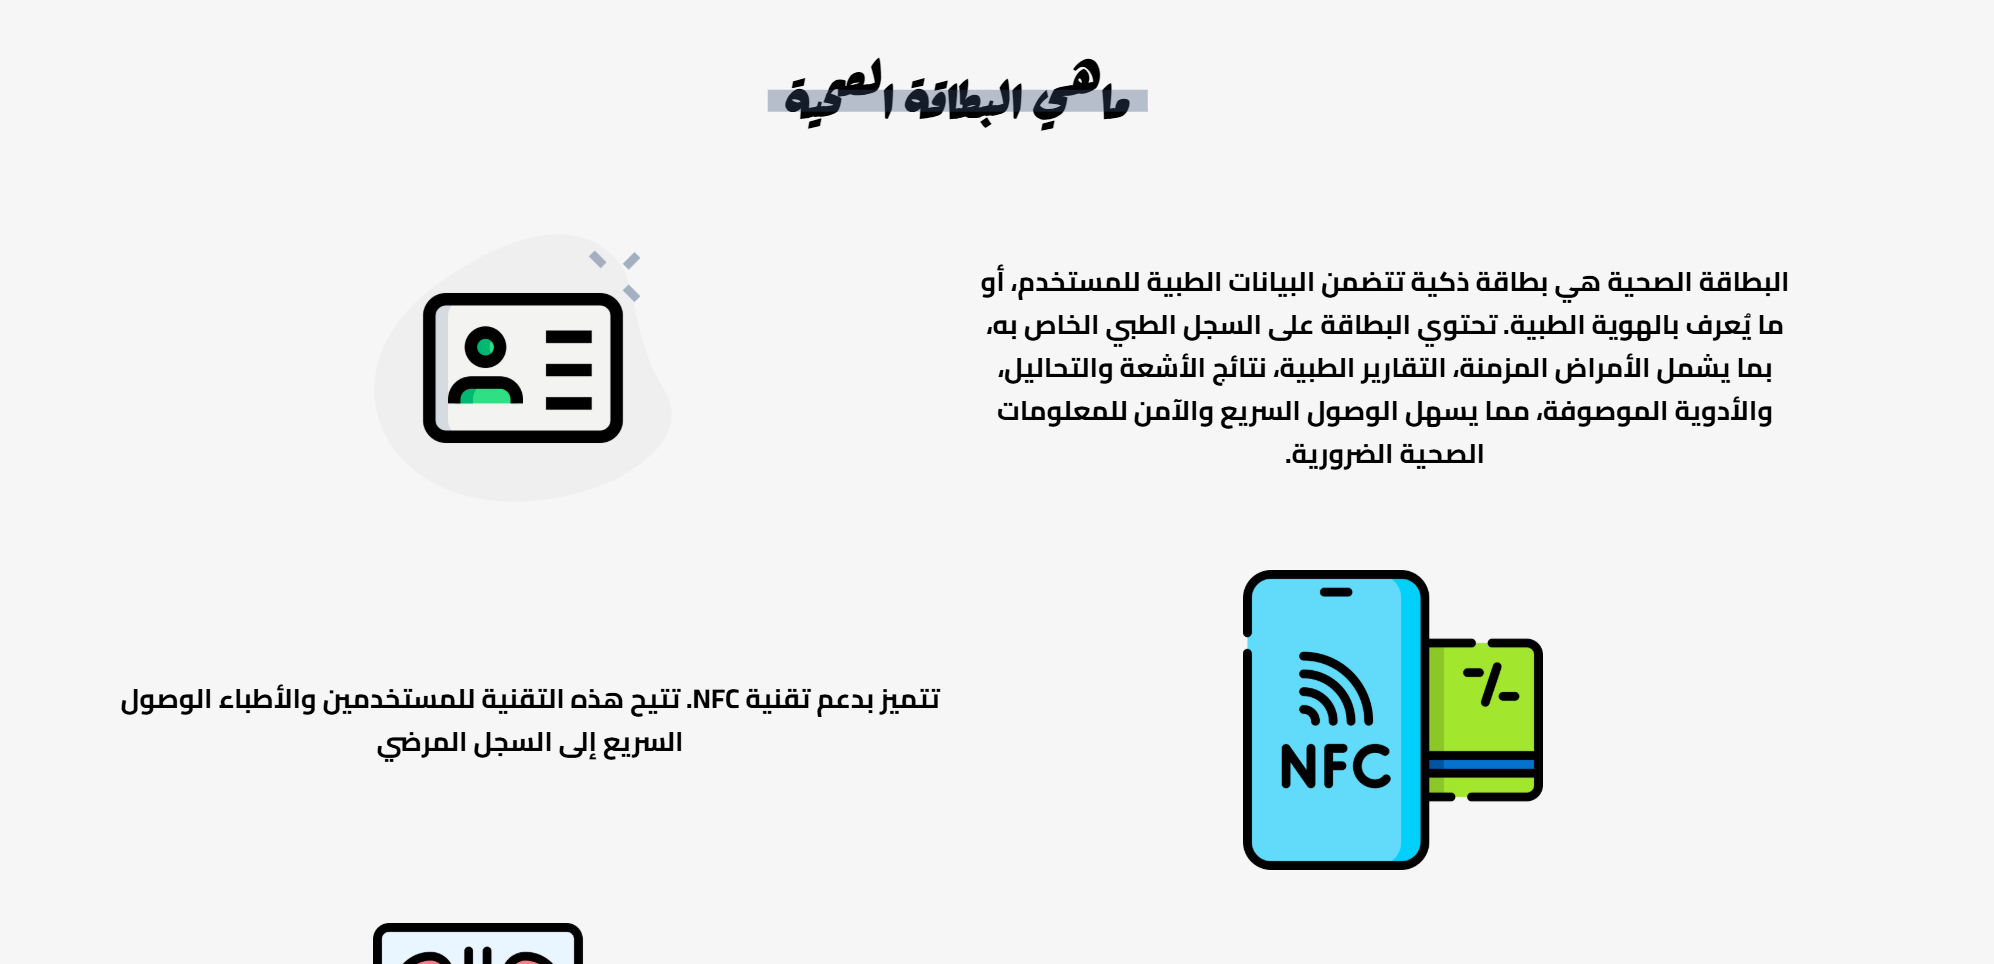 ماهي البطاقة الصحية
البطاقة الصحية هي بطاقة ذكية تتضمن البيانات الطبية للمستخدم، أو
ما يُعرف بالهوية الطبية. تحتوي البطاقة على السجل الطبي الخاص به،
بما يشمل الأمراض المزمنة، التقارير الطبية، نتائج الأشعة والتحاليل،
والأدوية الموصوفة، مما يسهل الوصول السريع والآمن للمعلومات
الصحية الضرورية.
NFC
تتميز بدعم تقنية NFC. تتيح هذه التقنية للمستخدمين والأطباء الوصول
السريع إلى السجل المرضي